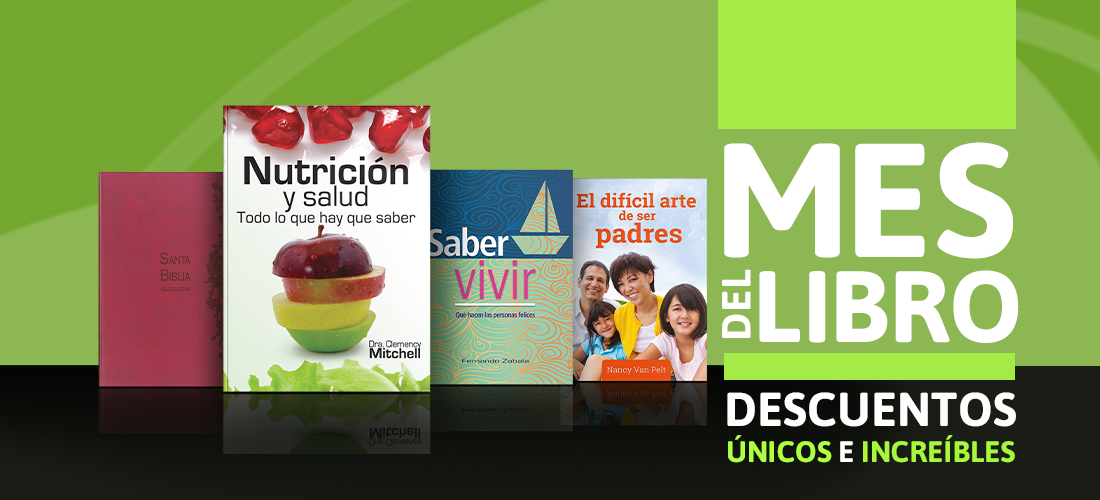 SANTA
BIBLIA
Nutrición
y salud
Todo lo que hay que saber
Dra. Clemency
Mitchell
Saber
vivir
Qué hacen las personas felices
Fernando Zabala
El difícil arte
de ser
padres
Nancy Van Pelt
MES
DEL
LIBRO
DESCUENTOS
ÚNICOS E INCREÍBLES